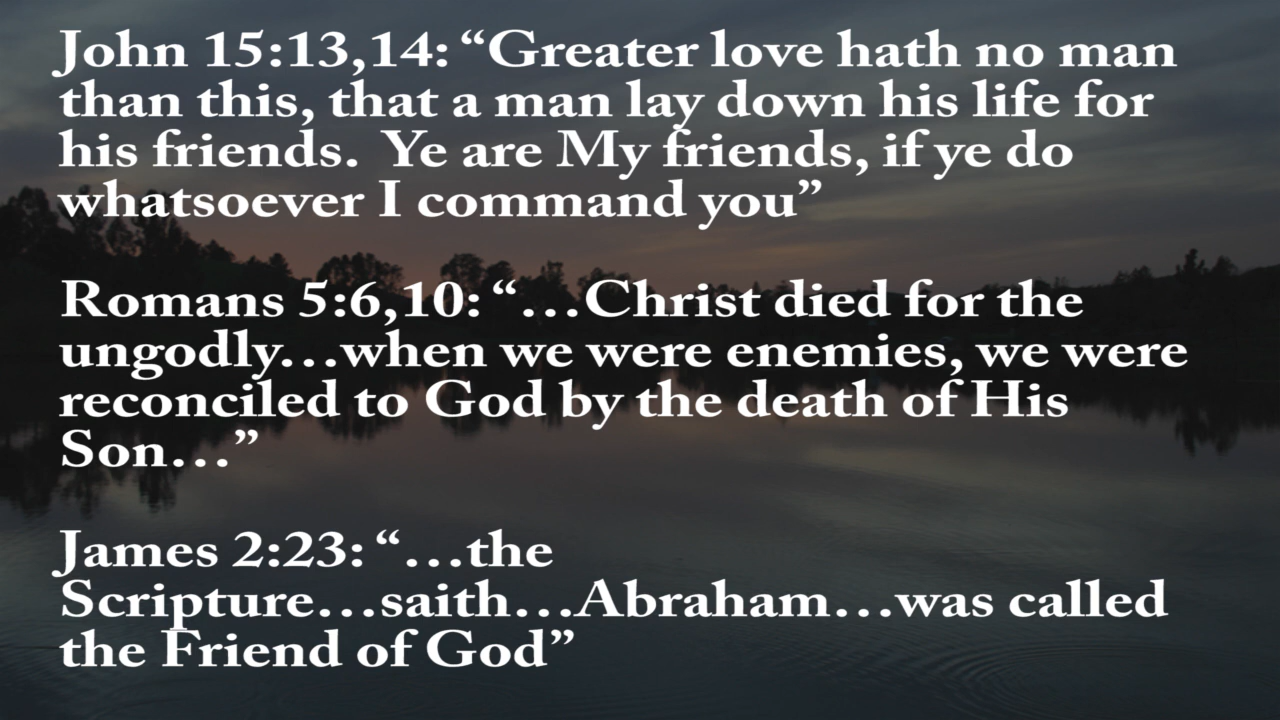 John 15:13,14: “Greater love hath no man
than this, that a man lay down his life for
his friends.  Ye are My friends, if ye do
whatsoever I command you”
Romans 5:6,10: “…Christ died for the
ungodly…when we were enemies, we were
reconciled to God by the death of His
Son…”
James 2:23: “…the
Scripture…saith…Abraham…was called
the Friend of God”